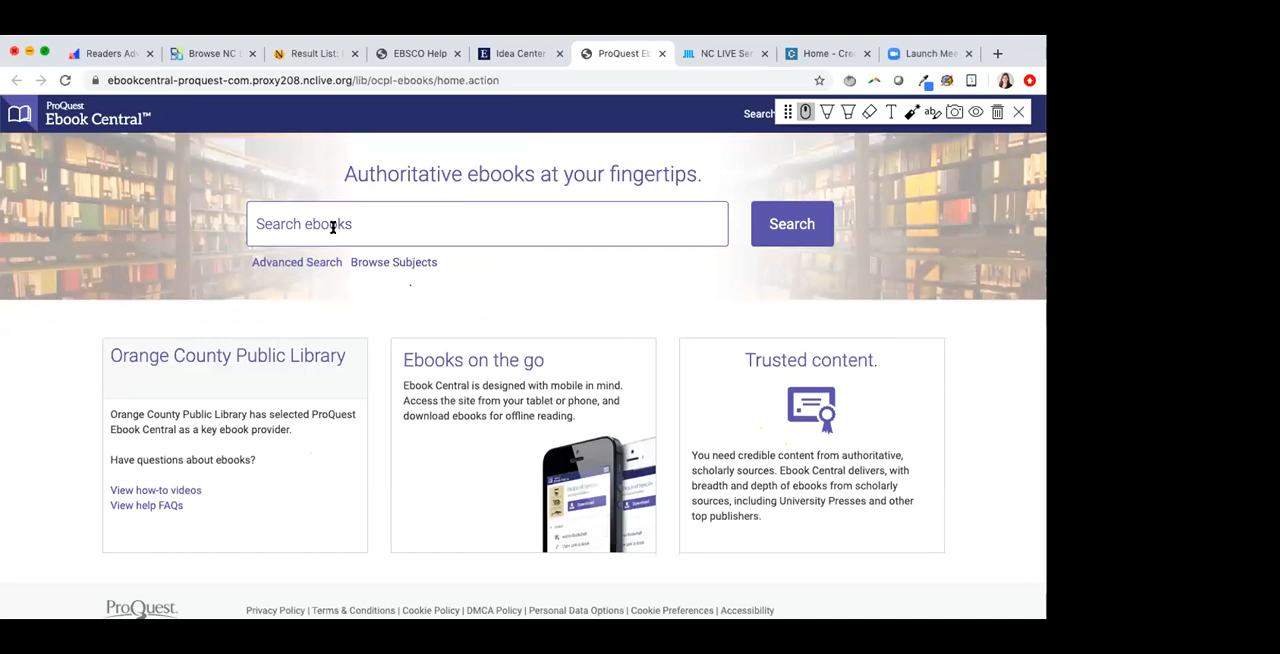 Readers Adv
Browse NC
Result List:
EBSCO Help
Idea Center
ProQuest Eb
NC LIVE Ser
Home - Crec
Launch Mee
ebookcentral-proquest-com.proxy208.nclive.org/lib/ocpl-ebooks/home.action
ProQuest
Ebook Central™
Search
T
ab
Authoritative ebooks at your fingertips.
Search ebooks
Search
Advanced Search Browse Subjects
Orange County Public Library
Orange County Public Library has selected ProQuest
Ebook Central as a key ebook provider.
Have questions about ebooks?
View how-to videos
View help FAQs
Ebooks on the go
Ebook Central is designed with mobile in mind.
Access the site from your tablet or phone, and
download ebooks for offline reading.
Trusted content.
You need credible content from authoritative,
scholarly sources. Ebook Central delivers, with
breadth and depth of ebooks from scholarly
sources, including University Presses and other
top publishers.
ProQuest.
Privacy Policy | Terms & Conditions | Cookie Policy | DMCA Policy | Personal Data Options | Cookie Preferences | Accessibility